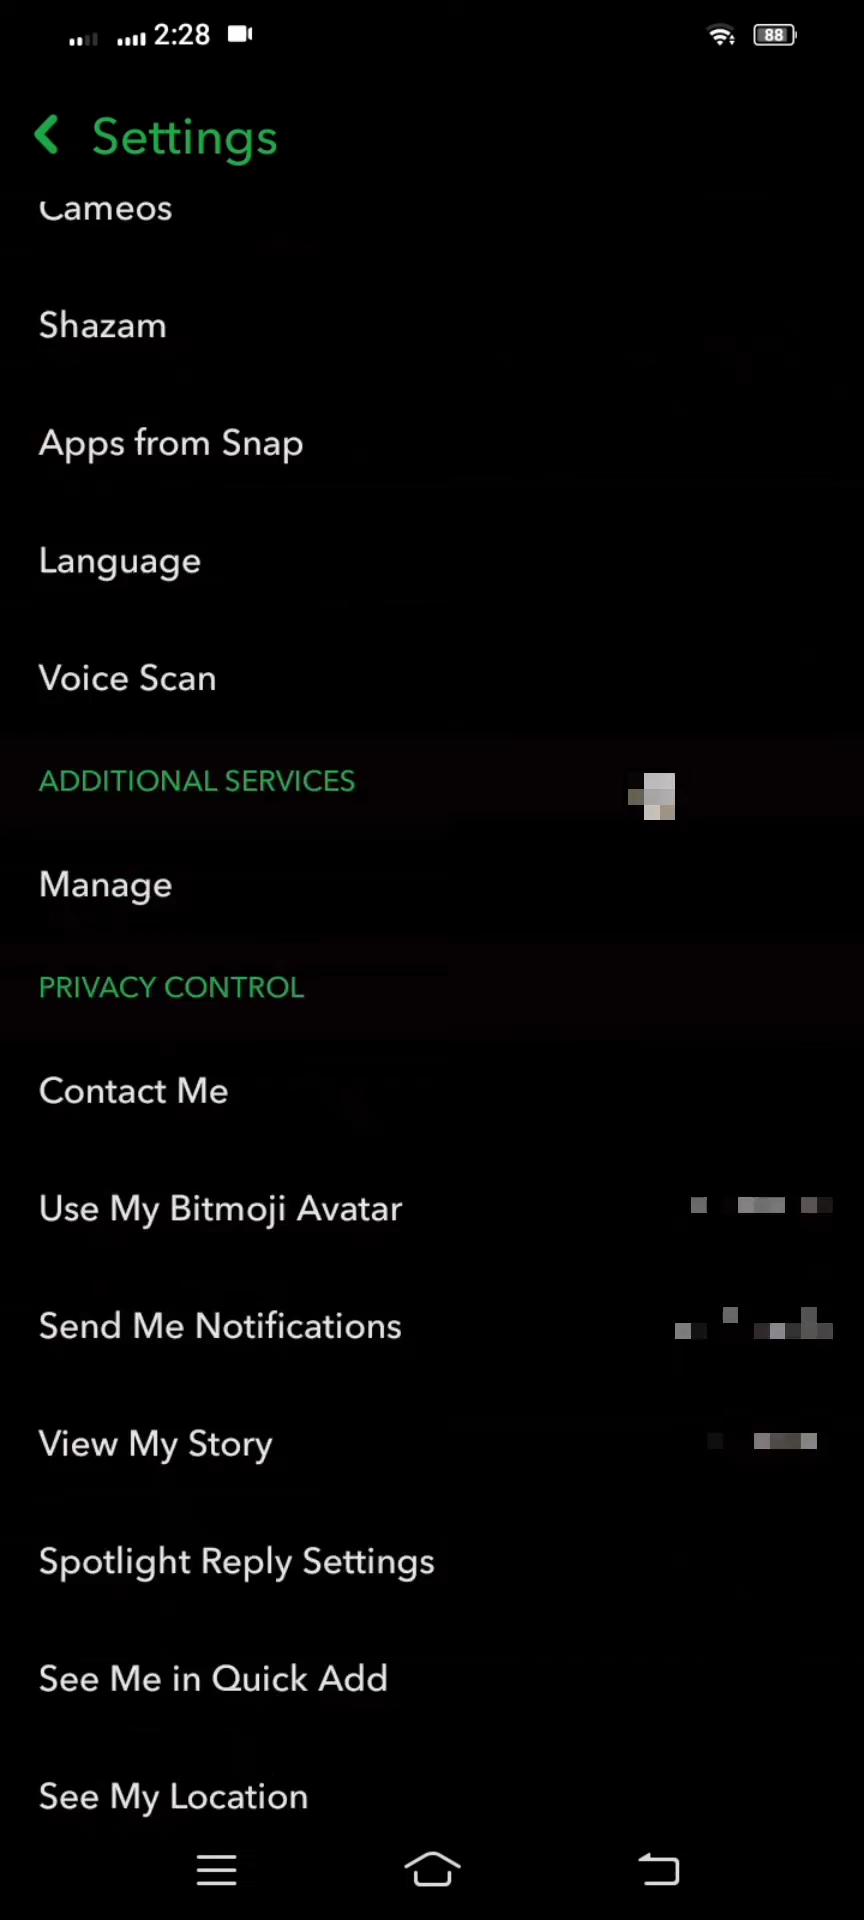 2:28
88
Settings
Cameos
Shazam
Apps from Snap
Language
Voice Scan
ADDITIONAL SERVICES
Manage
PRIVACY CONTROL
Contact Me
Use My Bitmoji Avatar
Send Me Notifications
View My Story
Spotlight Reply Settings
See Me in Quick Add
See My Location